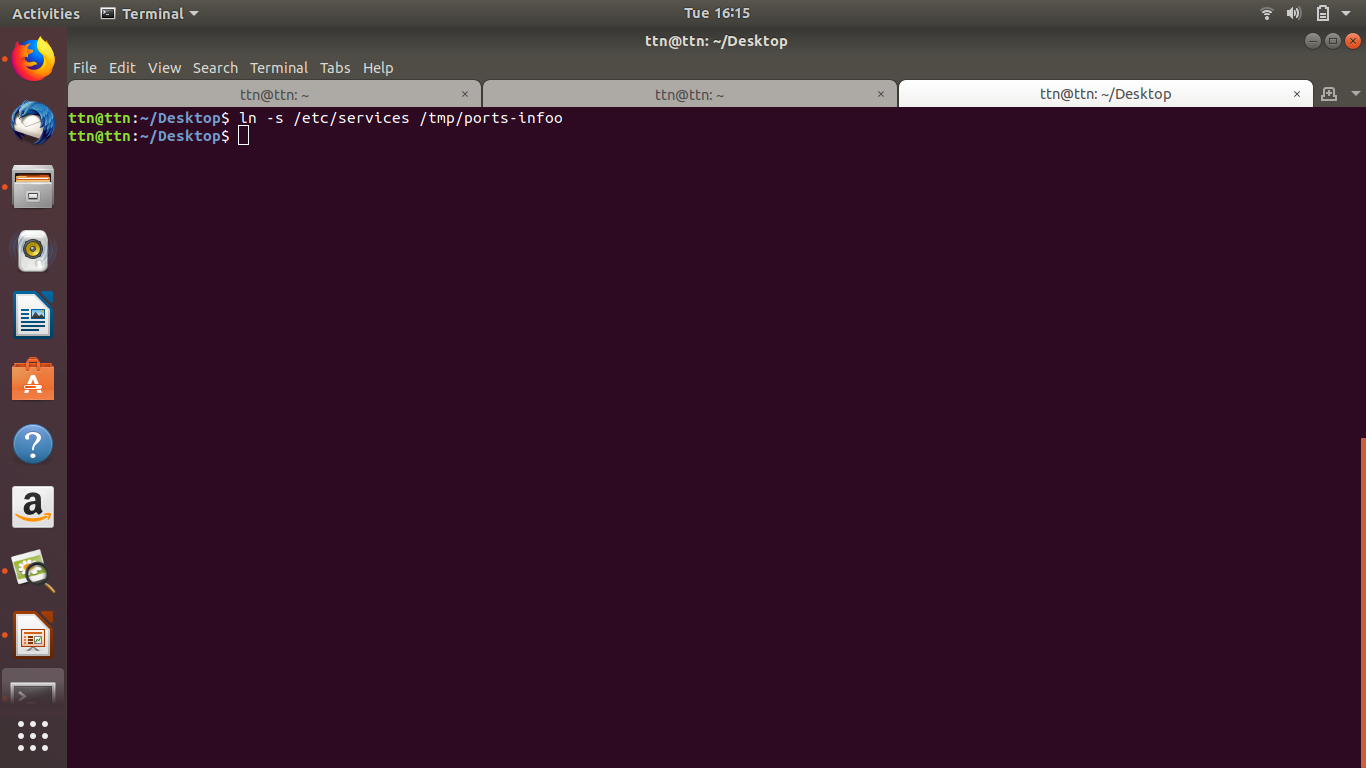 Activities Terminal Tue 16:15
ttn@ttn: ~/Desktop
File Edit View Search Terminal Tabs Help
ttn@ttn: ~ × ttn@ttn: ~ × ttn@ttn: ~/Desktop ×
ttn@ttn:~/Desktop$ ln -s /etc/services /tmp/ports-infoo
ttn@ttn:~/Desktop$
A
?
a
>_